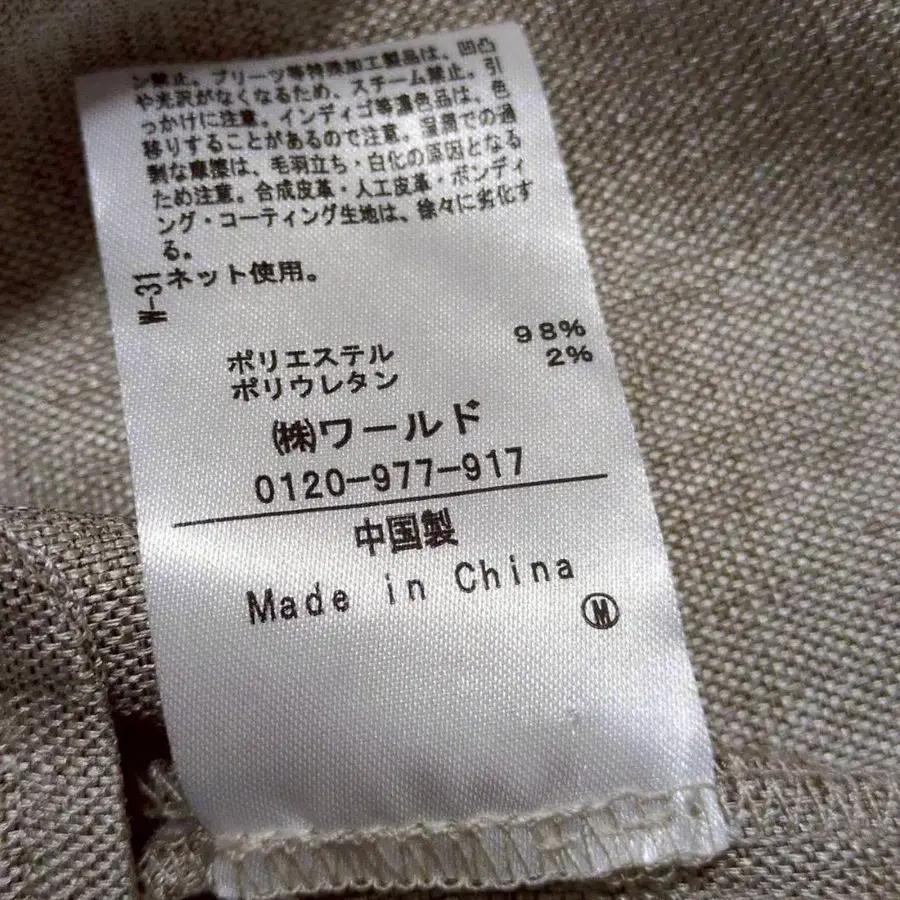 ン禁止。プリーツ等特殊加工製品は、凹凸
や光沢がなくなるため、スチーム禁止。引
っかけに注意。インディゴ等濃色品は、色
移りすることがあるので注意。湿潤での過
剰な摩擦は、毛羽立ち・白化の原因となる
ため注意。合成皮革・人工皮革・ボンディ
ング・コーティング生地は、徐々に劣化す
る。
ネット使用。
W-31
ポリエステル 98%
ポリウレタン 2%
㈱ワールド
0120-977-917
中国製
Made in China
Ⓜ